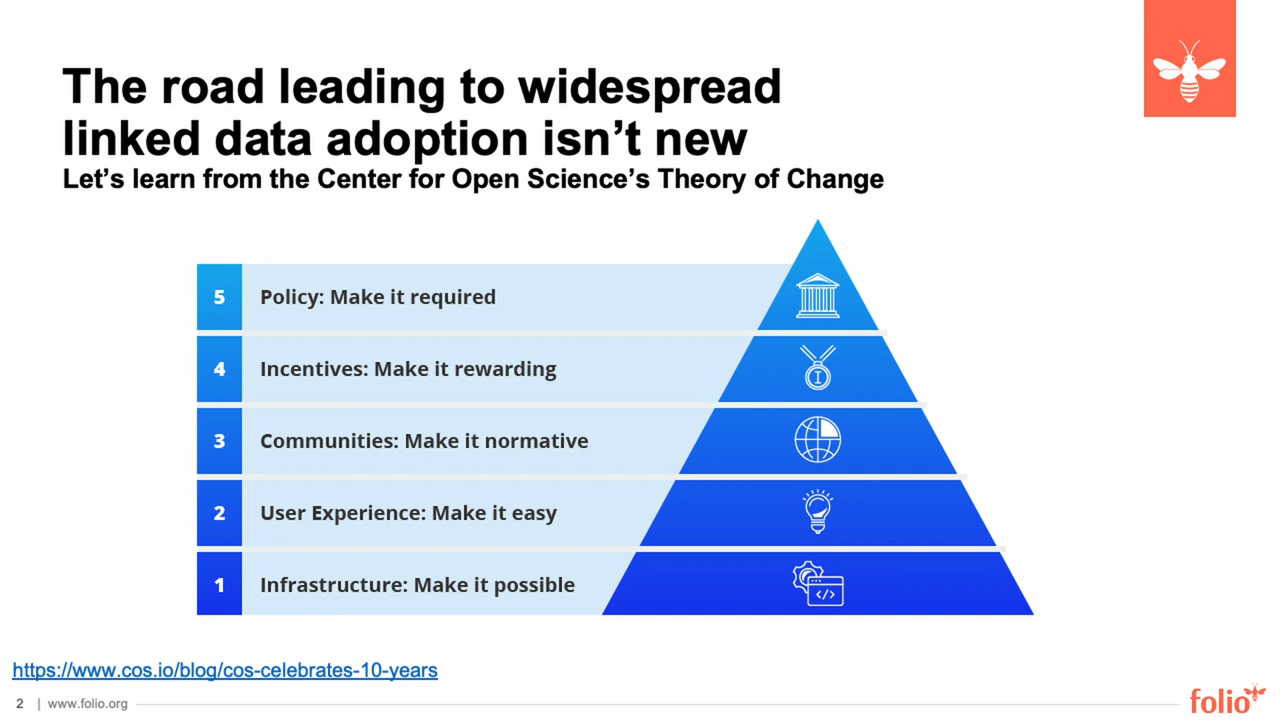 The road leading to widespread
linked data adoption isn’t new
Let’s learn from the Center for Open Science’s Theory of Change
5 Policy: Make it required
4 Incentives: Make it rewarding
I
3 Communities: Make it normative
2 User Experience: Make it easy
1 Infrastructure: Make it possible
</>
https://www.cos.io/blog/cos-celebrates-10-years
2 | www.folio.org
folio